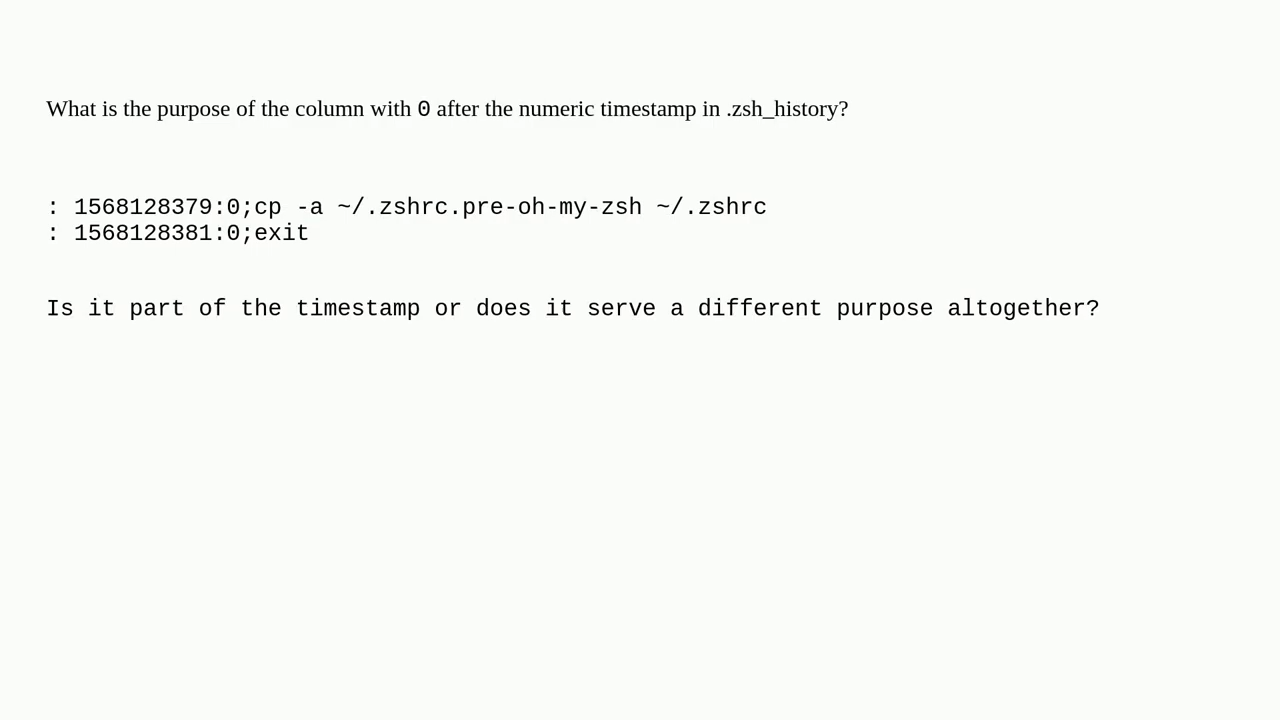 What is the purpose of the column with 0 after the numeric timestamp in .zsh_history?
: 1568128379:0;cp -a ~/.zshrc.pre-oh-my-zsh ~/.zshrc
: 1568128381:0;exit
Is it part of the timestamp or does it serve a different purpose altogether?